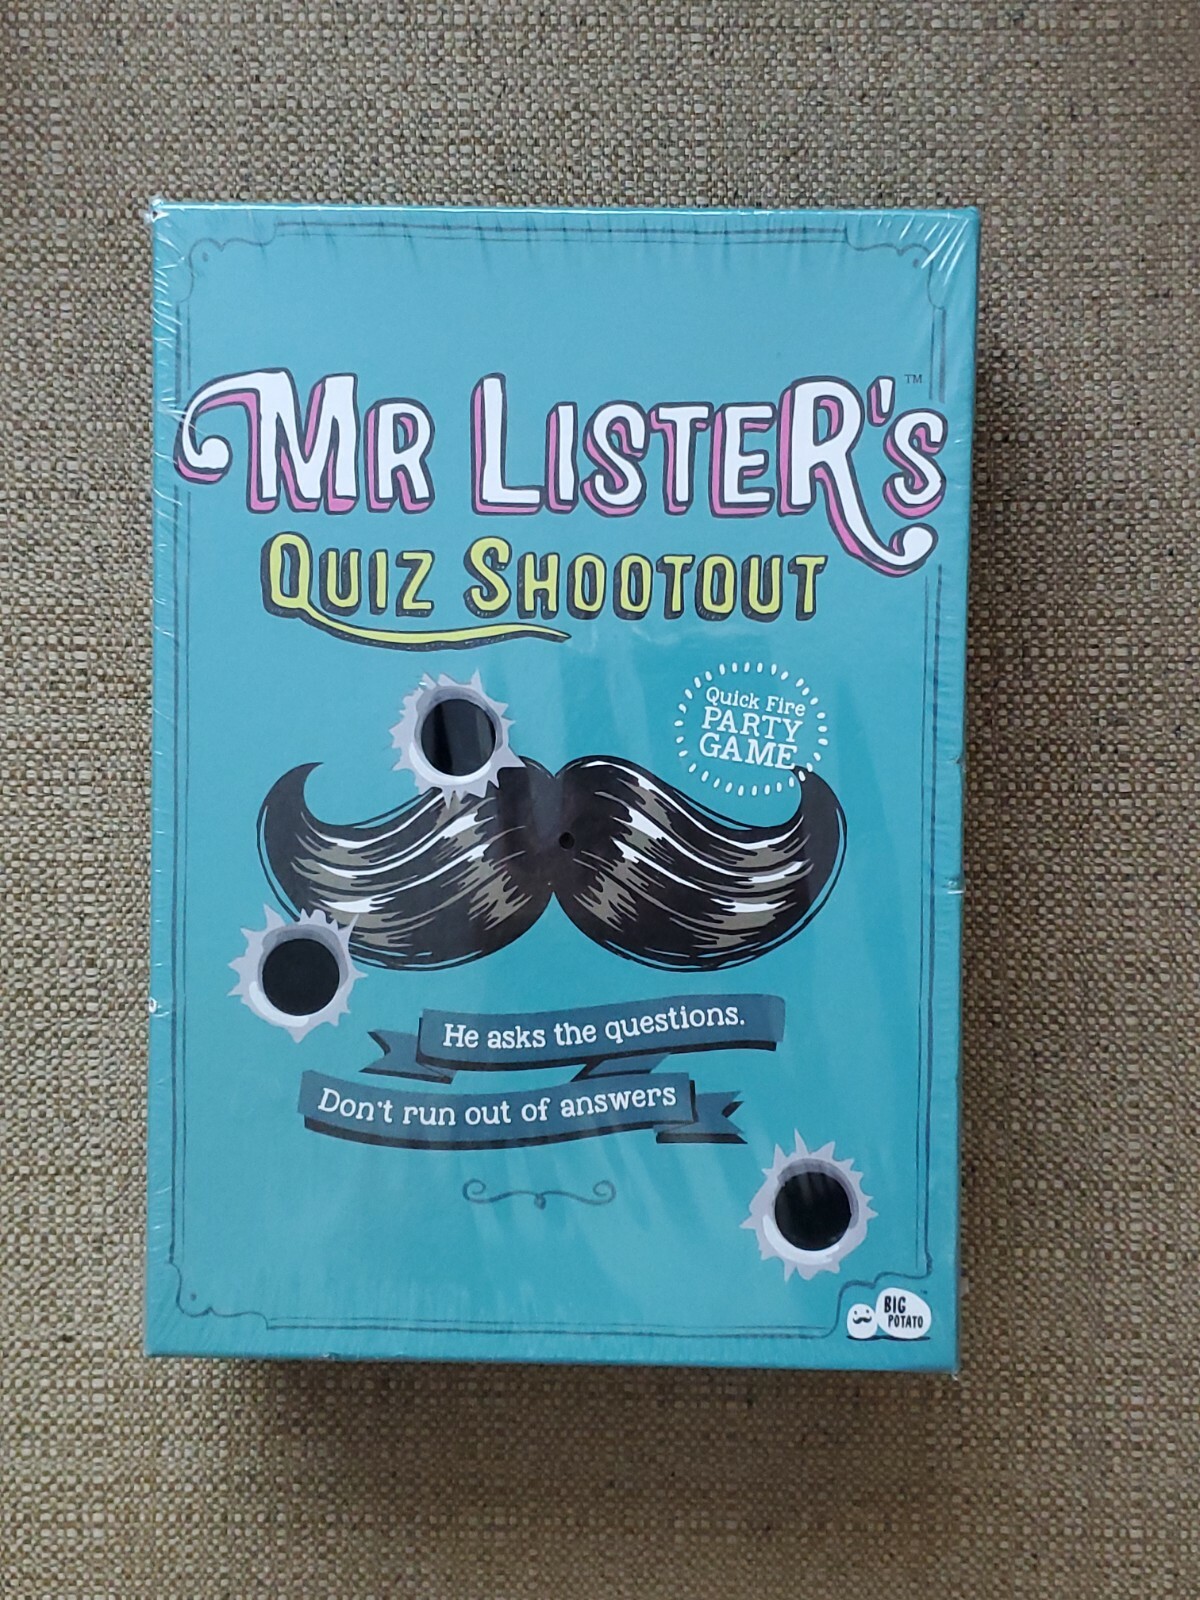 Mr Lister's™
Quiz Shootout
Quick Fire
PARTY
GAME
He asks the questions.
Don't run out of answers
BIG
POTATO